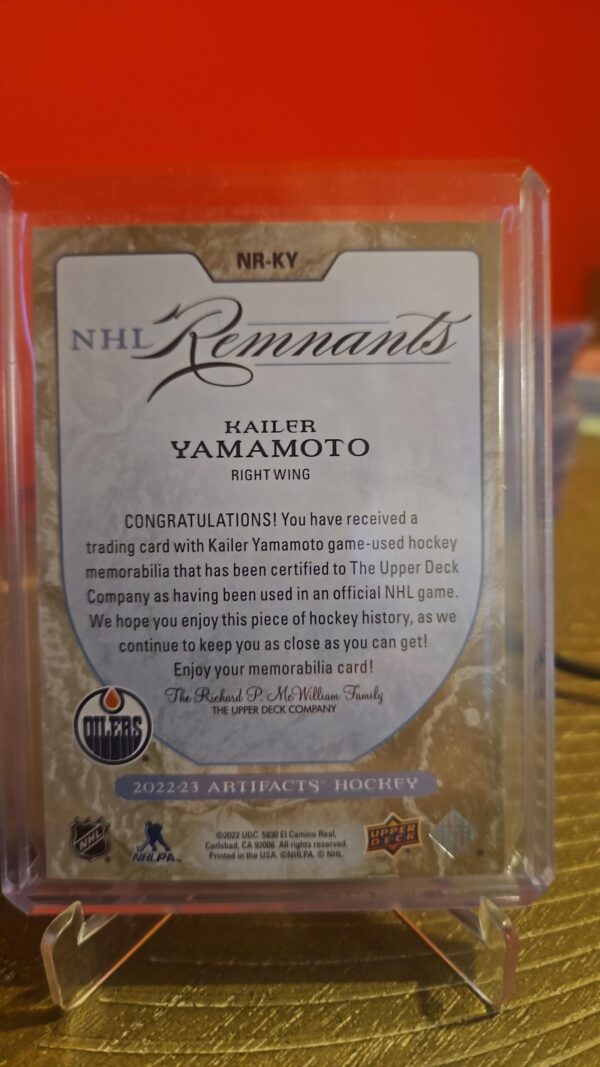 NR-KY
NHL Remnants
KAILER
YAMAMOTO
RIGHT WING
CONGRATULATIONS! You have received a
trading card with Kailer Yamamoto game-used hockey
memorabilia that has been certified to The Upper Deck
Company as having been used in an official NHL game.
We hope you enjoy this piece of hockey history, as we
continue to keep you as close as you can get!
Enjoy your memorabilia card!
The Richard P. McWilliam Family
THE UPPER DECK COMPANY
OILERS
2022-23 ARTIFACTS HOCKEY
NHL
NHLPA
©2022 UDC. 5830 El Camino Real,
Carlsbad, CA 92008. All rights reserved.
Printed in the USA. ©NHLPA. © NHL.
UPPER
DECK